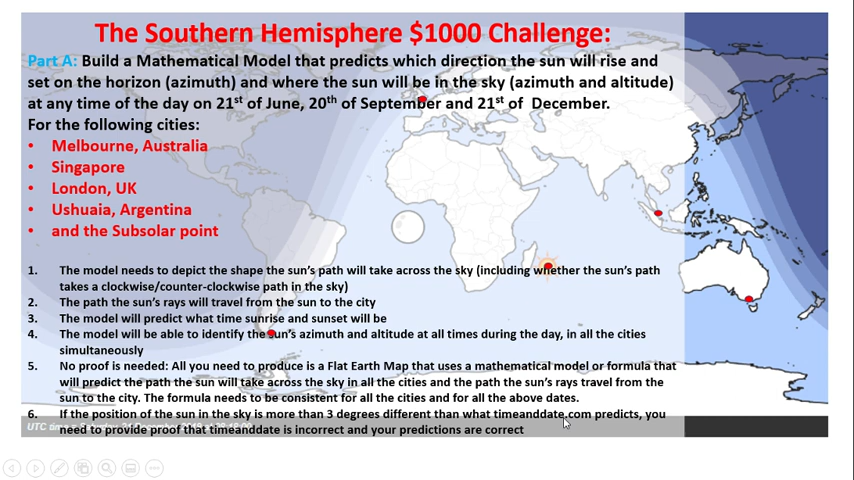 The Southern Hemisphere $1000 Challenge:
Part A: Build a Mathematical Model that predicts which direction the sun will rise and
set on the horizon (azimuth) and where the sun will be in the sky (azimuth and altitude)
at any time of the day on 21st of June, 20th of September and 21st of December.
For the following cities:
• Melbourne, Australia
• Singapore
• London, UK
• Ushuaia, Argentina
• and the Subsolar point
1. The model needs to depict the shape the sun's path will take across the sky (including whether the sun's path
takes a clockwise/counter-clockwise path in the sky)
2. The path the sun's rays will travel from the sun to the city
3. The model will predict what time sunrise and sunset will be
4. The model will be able to identify the sun's azimuth and altitude at all times during the day, in all the cities
simultaneously
5. No proof is needed: All you need to produce is a Flat Earth Map that uses a mathematical model or formula that
will predict the path the sun will take across the sky in all the cities and the path the sun's rays travel from the
sun to the city. The formula needs to be consistent for all the cities and for all the above dates.
6. If the position of the sun in the sky is more than 3 degrees different than what timeanddate.com predicts, you
need to provide proof that timeanddate is incorrect and your predictions are correct
UTC time